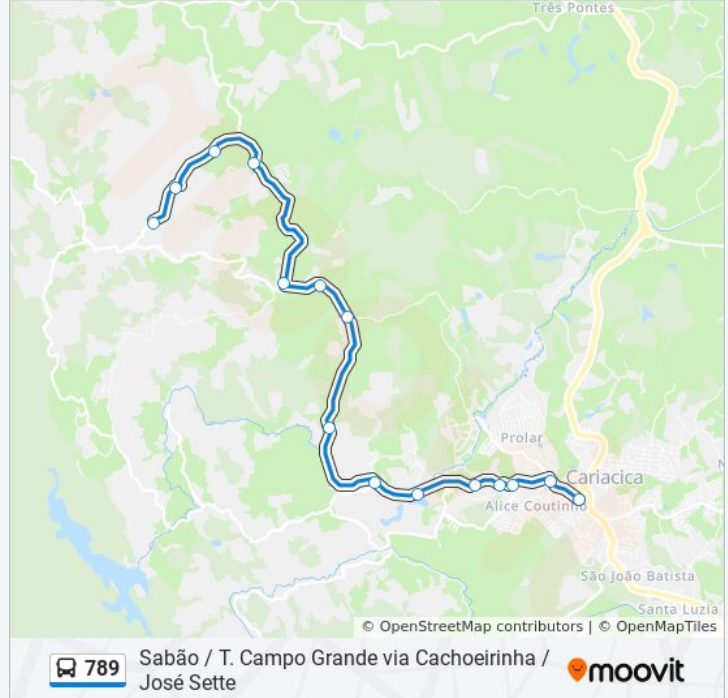 Três Pontes
Prolar
Cariacica
Alice Coutinho
São João Batista
Santa Luzia
© OpenStreetMap contributors | © OpenMapTiles
789
Sabão / T. Campo Grande via Cachoeirinha /
José Sette
moovit